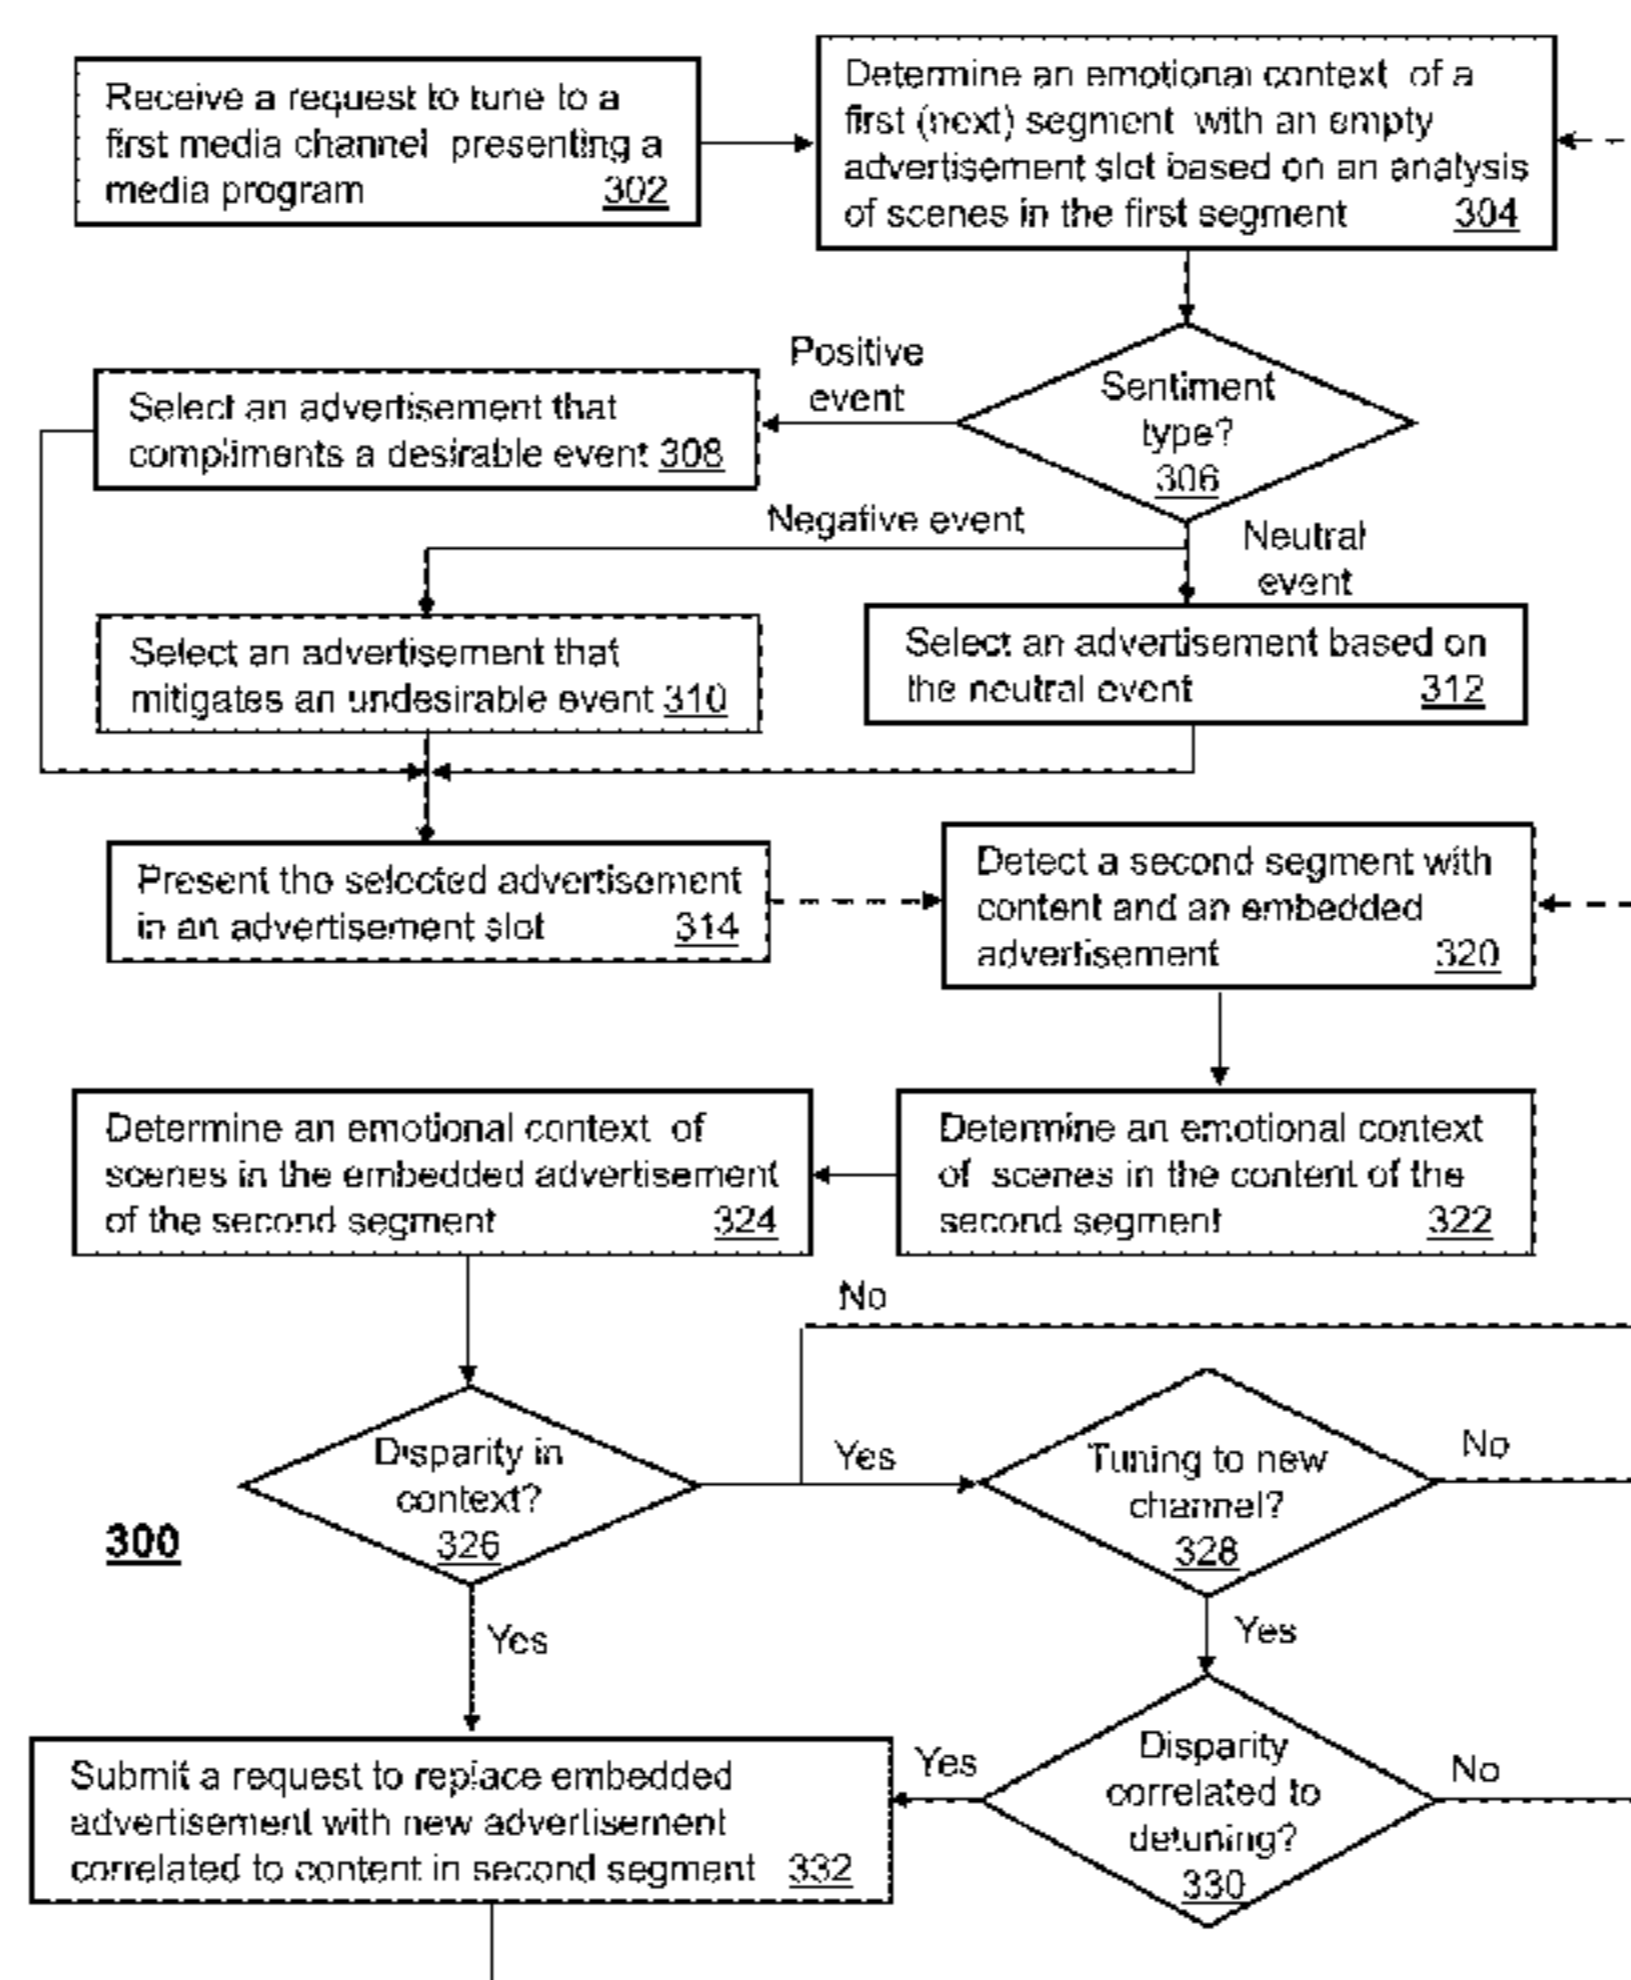 Receive a request to tune to a
first media channel presenting a
media program 302
Determine an emotional context of a
first (next) segment with an empty
advertisement slot based on an analysis
of scenes in the first segment 304
Positive
event
Sentiment
type?
306
Select an advertisement that
compliments a desirable event 308
Negative event
Neutral
event
Select an advertisement that
mitigates an undesirable event 310
Select an advertisement based on
the neutral event 312
Present the selected advertisement
in an advertisement slot 314
Detect a second segment with
content and an embedded
advertisement 320
Determine an emotional context of
scenes in the embedded advertisement
of the second segment 324
Determine an emotional context
of scenes in the content of the
second segment 322
No
Disparity in
context?
326
Yes
Tuning to new
channel?
328
No
300
Yes
Yes
Submit a request to replace embedded
advertisement with new advertisement
correlated to content in second segment 332
Yes
Disparity
correlated to
detuning?
330
No